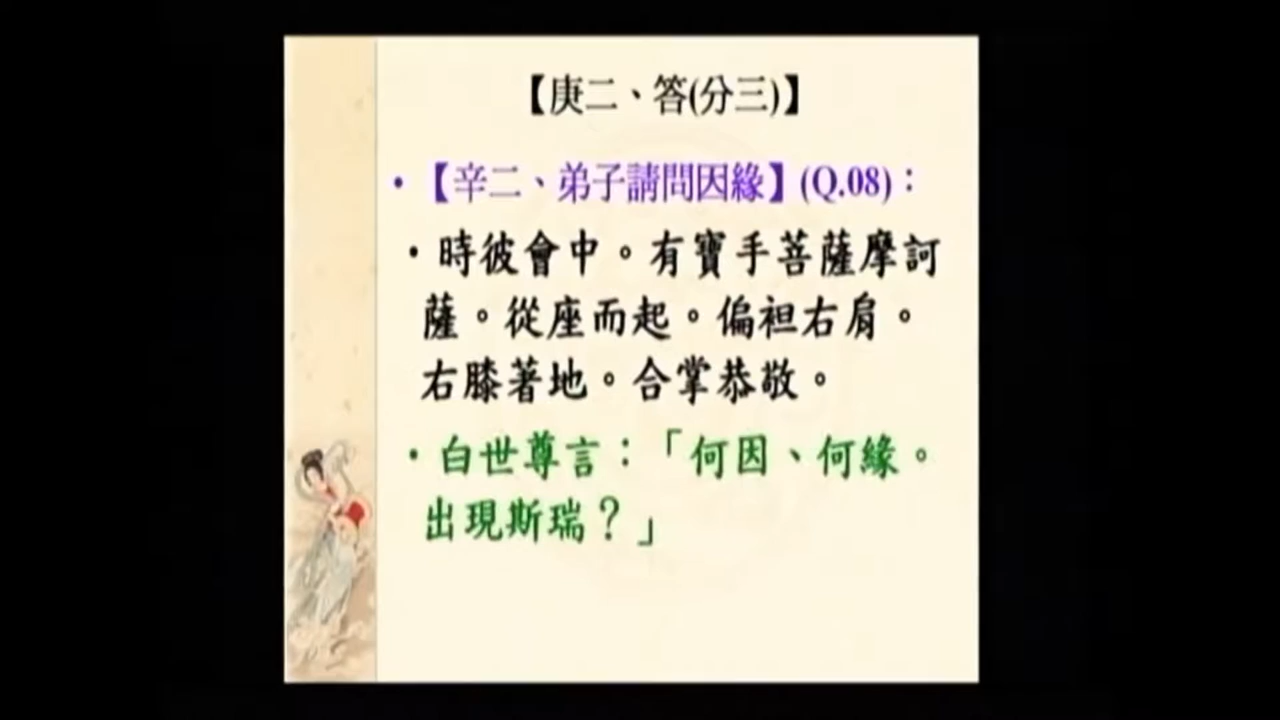 【庚二、答(分三)】
•【辛二、弟子請問因緣】(Q.08)：
•時彼會中。有寶手菩薩摩訶
薩。從座而起。偏袒右肩。
右膝著地。合掌恭敬。
•白世尊言：「何因、何緣。
出現斯瑞？」